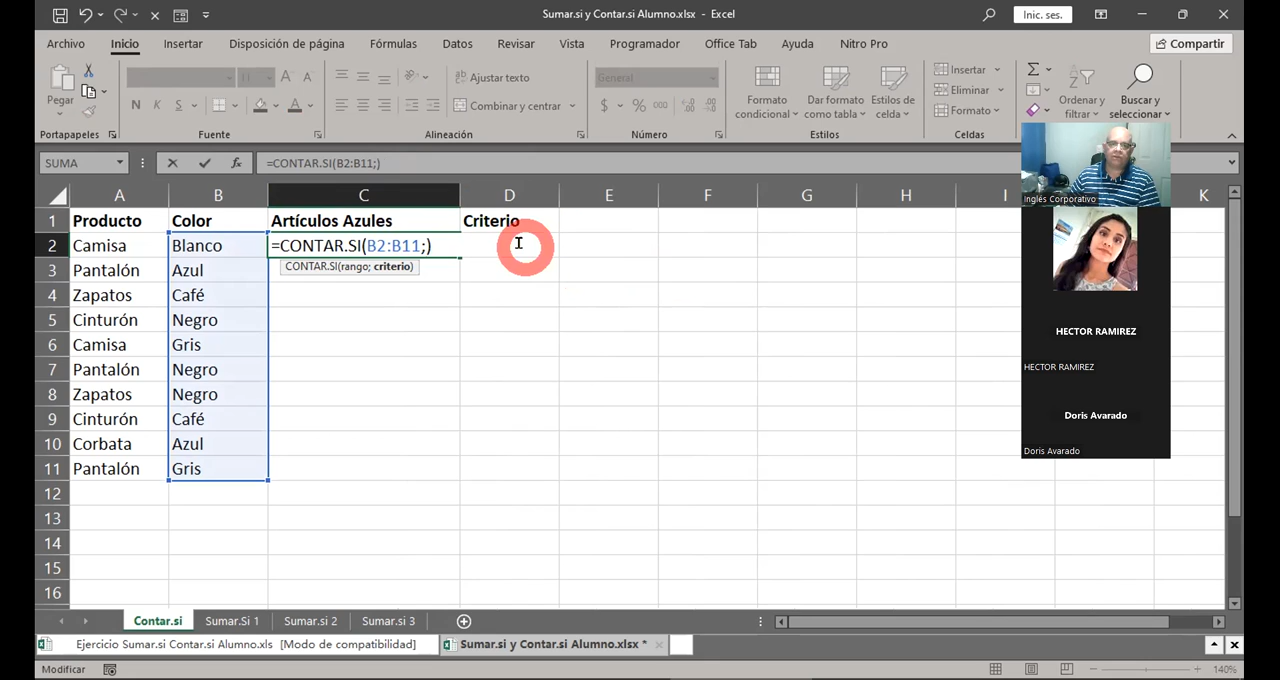 Sumar.si y Contar.si Alumno.xlsx - Excel
Inic. ses.
Archivo Inicio Insertar Disposición de página Fórmulas Datos Revisar Vista Programador Office Tab Ayuda Nitro Pro
Compartir
Pegar
N K S
A A
Ajustar texto
Combinar y centrar
General
$ % 000
Formato condicional
Dar formato como tabla
Estilos de celda
Insertar
Eliminar
Formato
Ordenar y filtrar
Buscar y seleccionar
Portapapeles Fuente Alineación Número Estilos Celdas
SUMA fx =CONTAR.SI(B2:B11;)
A B C D E F G H I K
1 Producto Color Artículos Azules Criterio
2 Camisa Blanco =CONTAR.SI(B2:B11;)
CONTAR.SI(rango; criterio)
3 Pantalón Azul
4 Zapatos Café
5 Cinturón Negro
6 Camisa Gris
7 Pantalón Negro
8 Zapatos Negro
9 Cinturón Café
10 Corbata Azul
11 Pantalón Gris
12
13
14
15
16
Inglés Corporativo
HECTOR RAMIREZ
HECTOR RAMIREZ
Doris Avarado
Doris Avarado
Contar.si Sumar.Si 1 Sumar.si 2 Sumar.si 3
Ejercicio Sumar.si Contar.si Alumno.xls [Modo de compatibilidad] Sumar.si y Contar.si Alumno.xlsx *
Modificar
140%